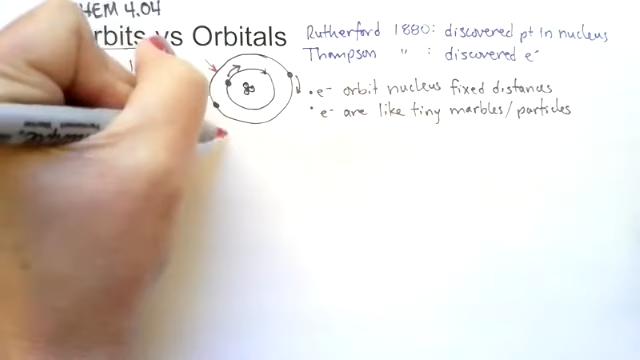 HEM 4.04
rbits vs Orbitals
Rutherford 1880: discovered p+ in nucleus
Thompson " : discovered e-
• e- orbit nucleus fixed distances
• e- are like tiny marbles/particles